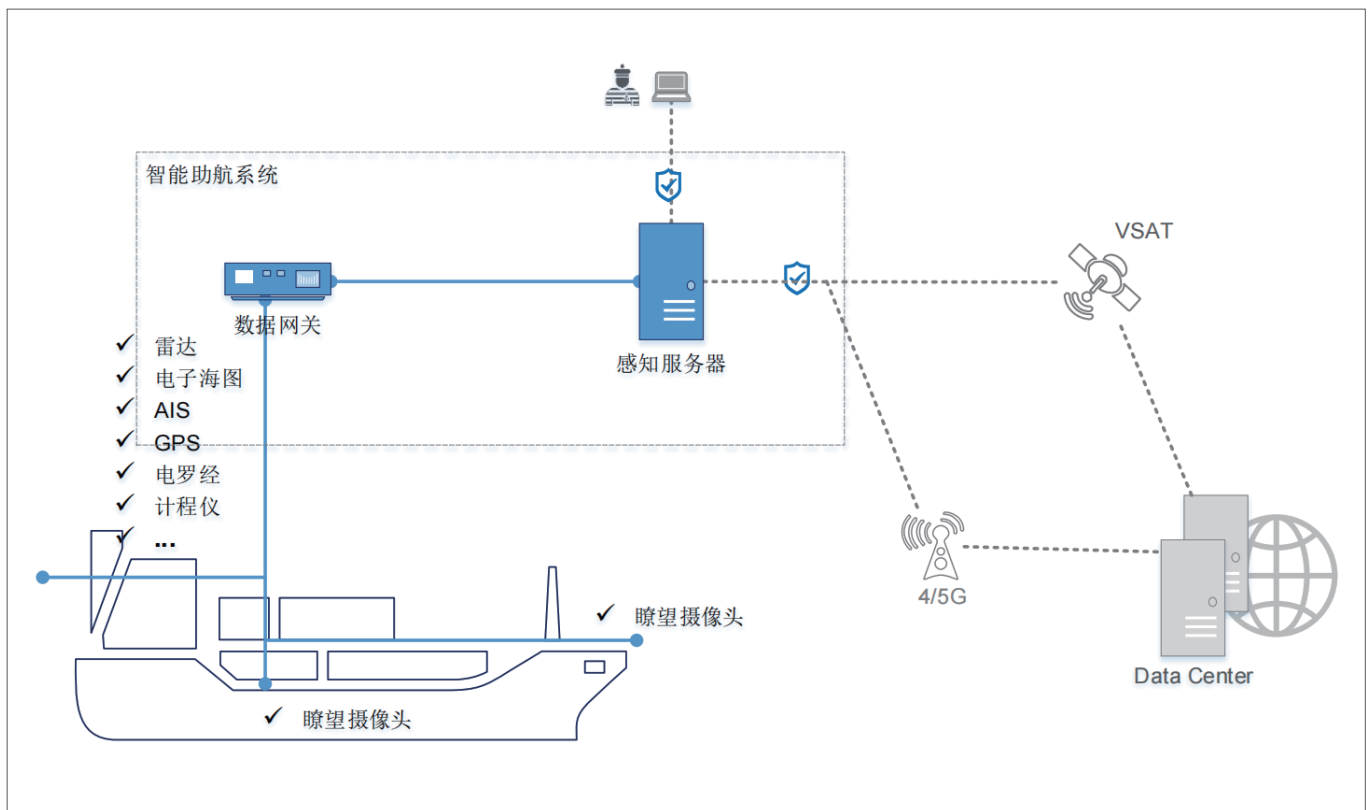 智能助航系统
VSAT
数据网关
感知服务器
✓ 雷达
✓ 电子海图
✓ AIS
✓ GPS
✓ 电罗经
✓ 计程仪
✓ ...
4/5G
✓ 瞭望摄像头
Data Center
✓ 瞭望摄像头